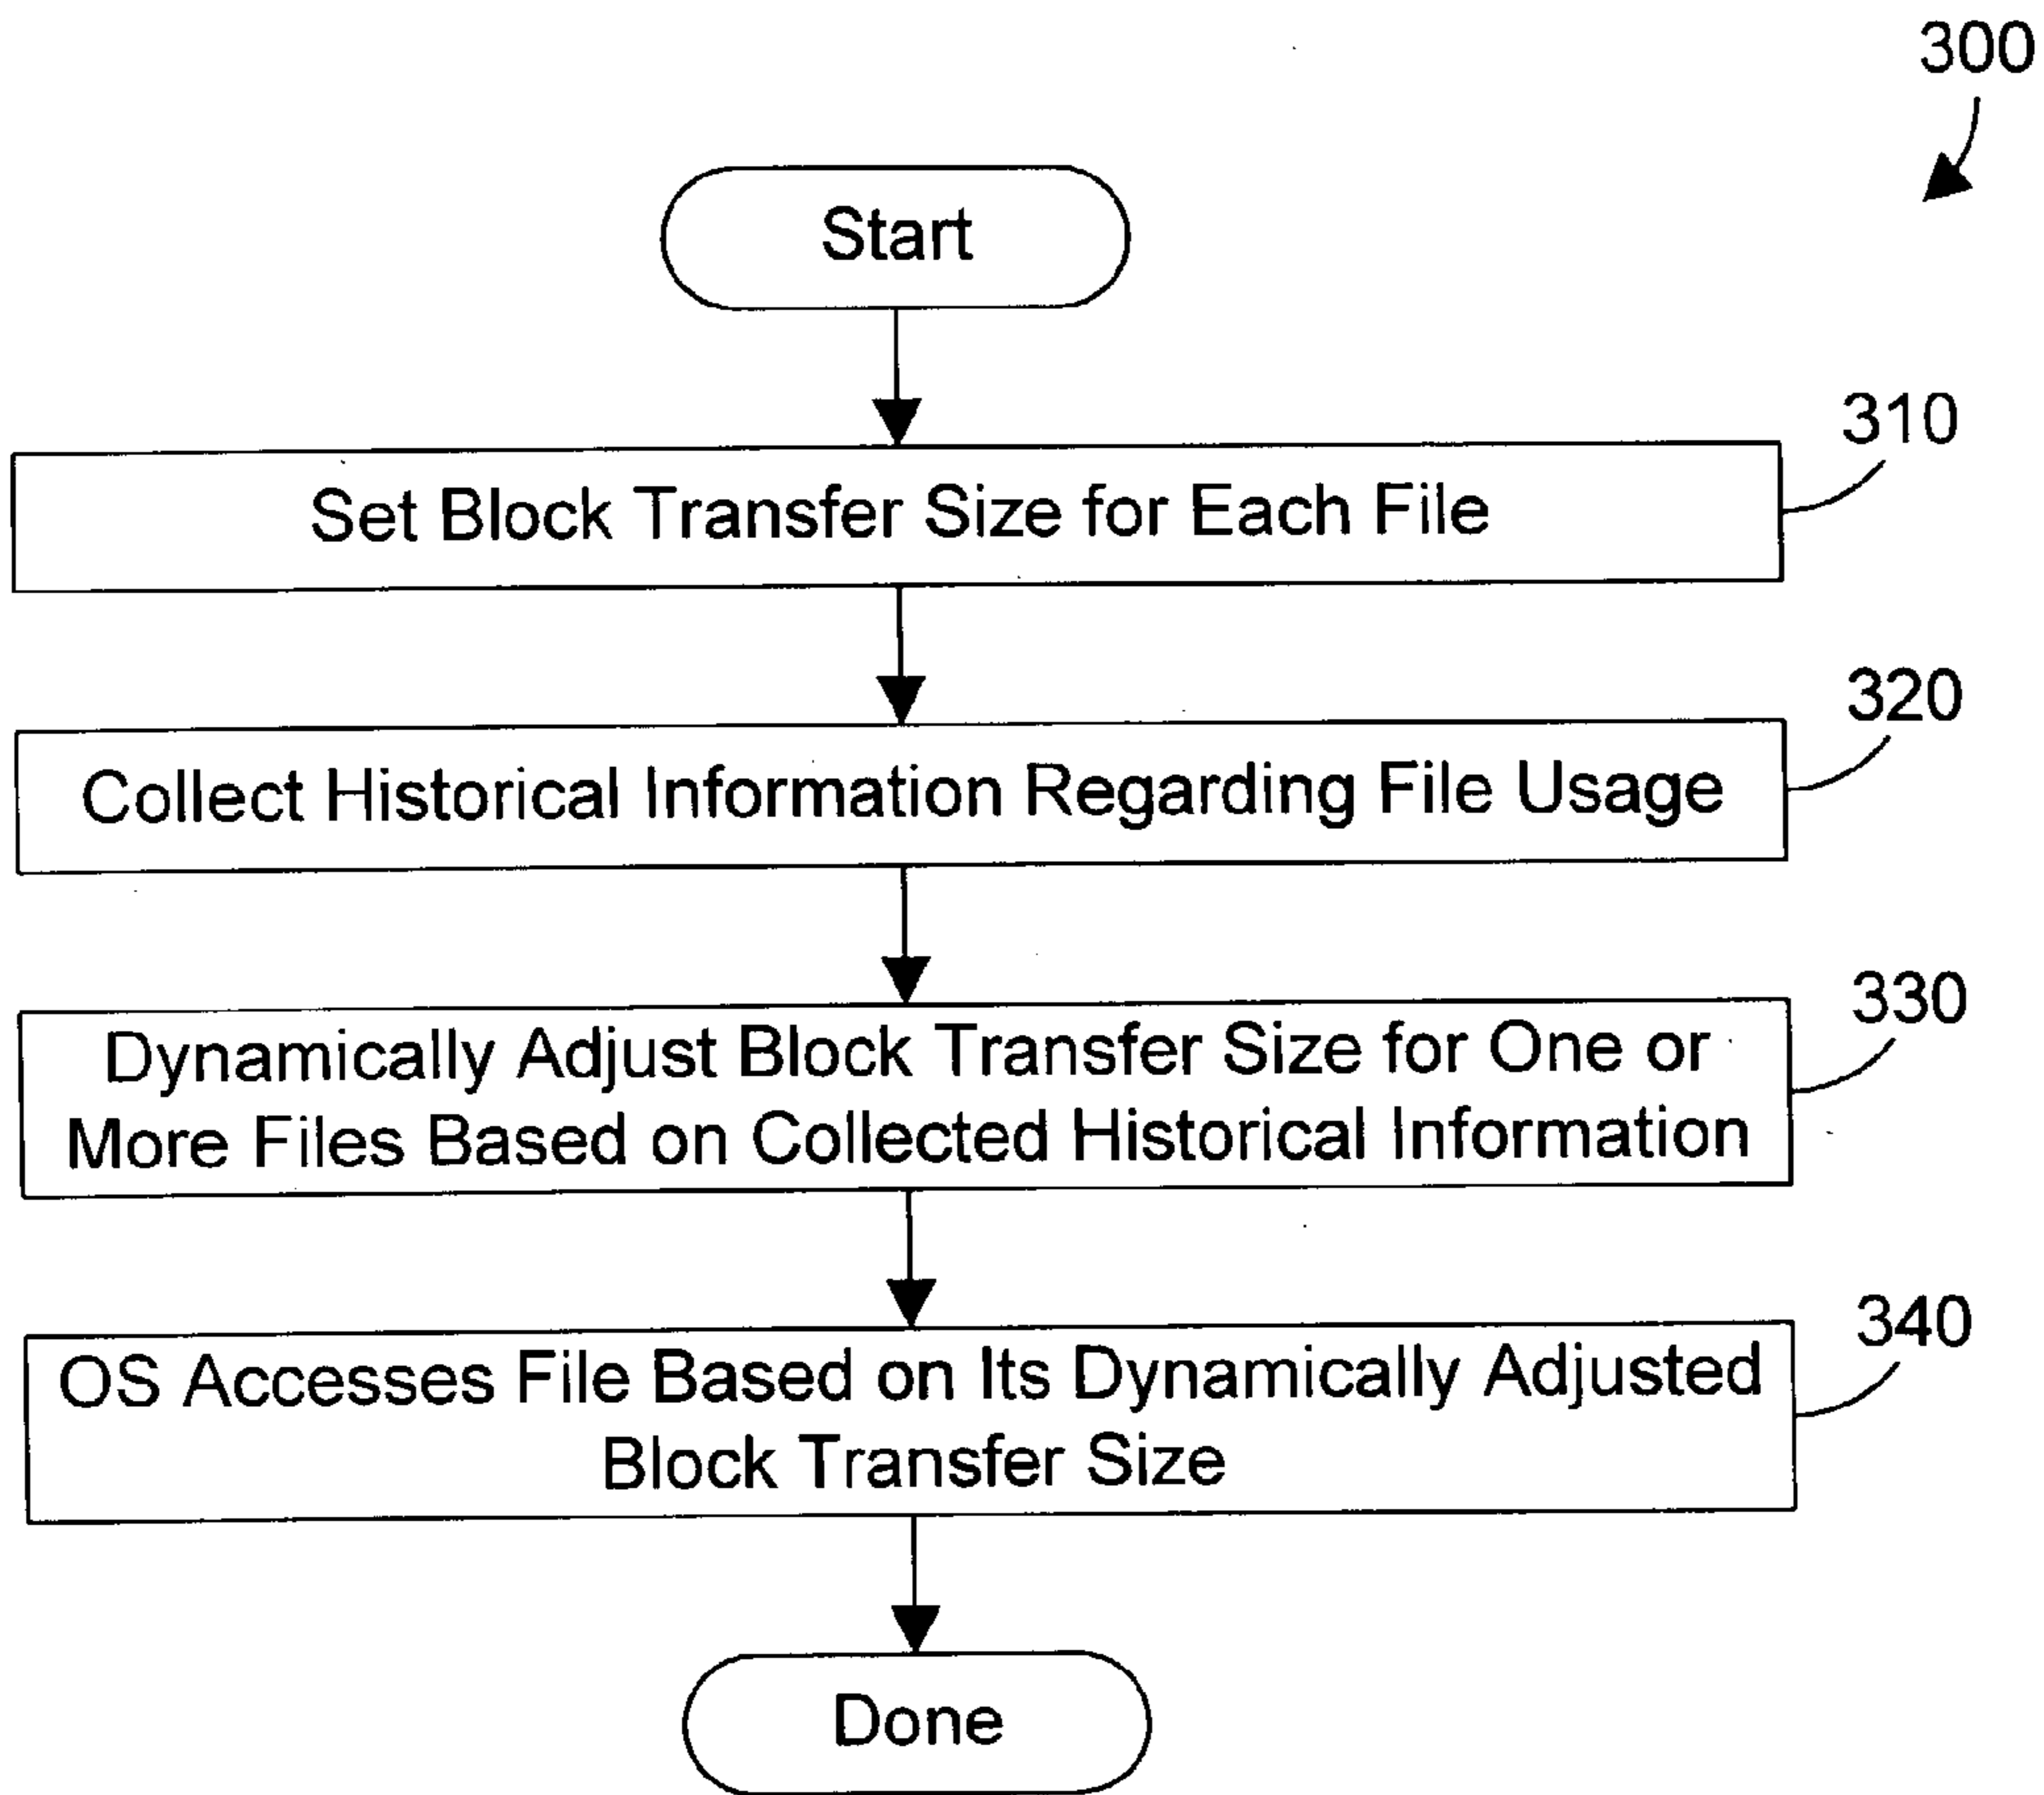 300
Start
310
Set Block Transfer Size for Each File
320
Collect Historical Information Regarding File Usage
330
Dynamically Adjust Block Transfer Size for One or
More Files Based on Collected Historical Information
340
OS Accesses File Based on Its Dynamically Adjusted
Block Transfer Size
Done